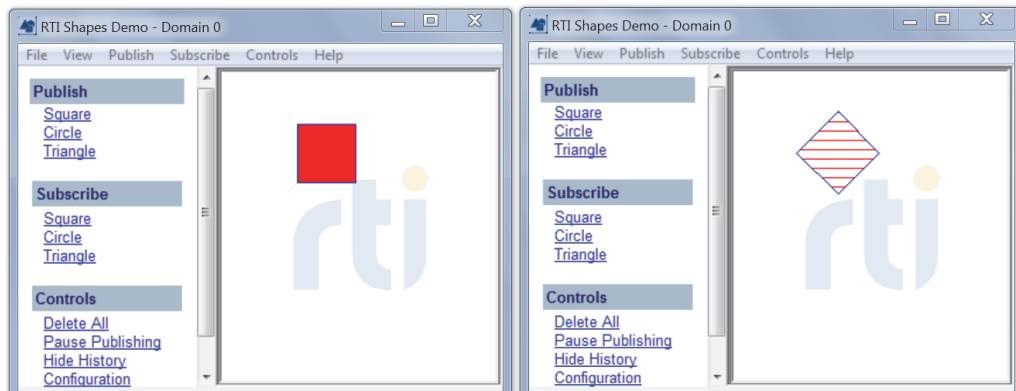 RTI Shapes Demo - Domain 0
File View Publish Subscribe Controls Help
Publish
Square
Circle
Triangle
Subscribe
Square
Circle
Triangle
Controls
Delete All
Pause Publishing
Hide History
Configuration
rti
RTI Shapes Demo - Domain 0
File View Publish Subscribe Controls Help
Publish
Square
Circle
Triangle
Subscribe
Square
Circle
Triangle
Controls
Delete All
Pause Publishing
Hide History
Configuration
rti